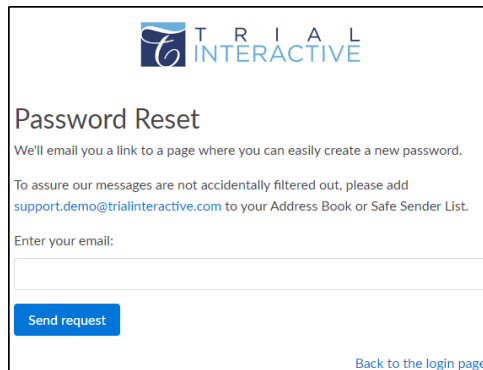 TRIAL
INTERACTIVE
Password Reset
We'll email you a link to a page where you can easily create a new password.
To assure our messages are not accidentally filtered out, please add
support.demo@trialinteractive.com to your Address Book or Safe Sender List.
Enter your email:
Send request
Back to the login page